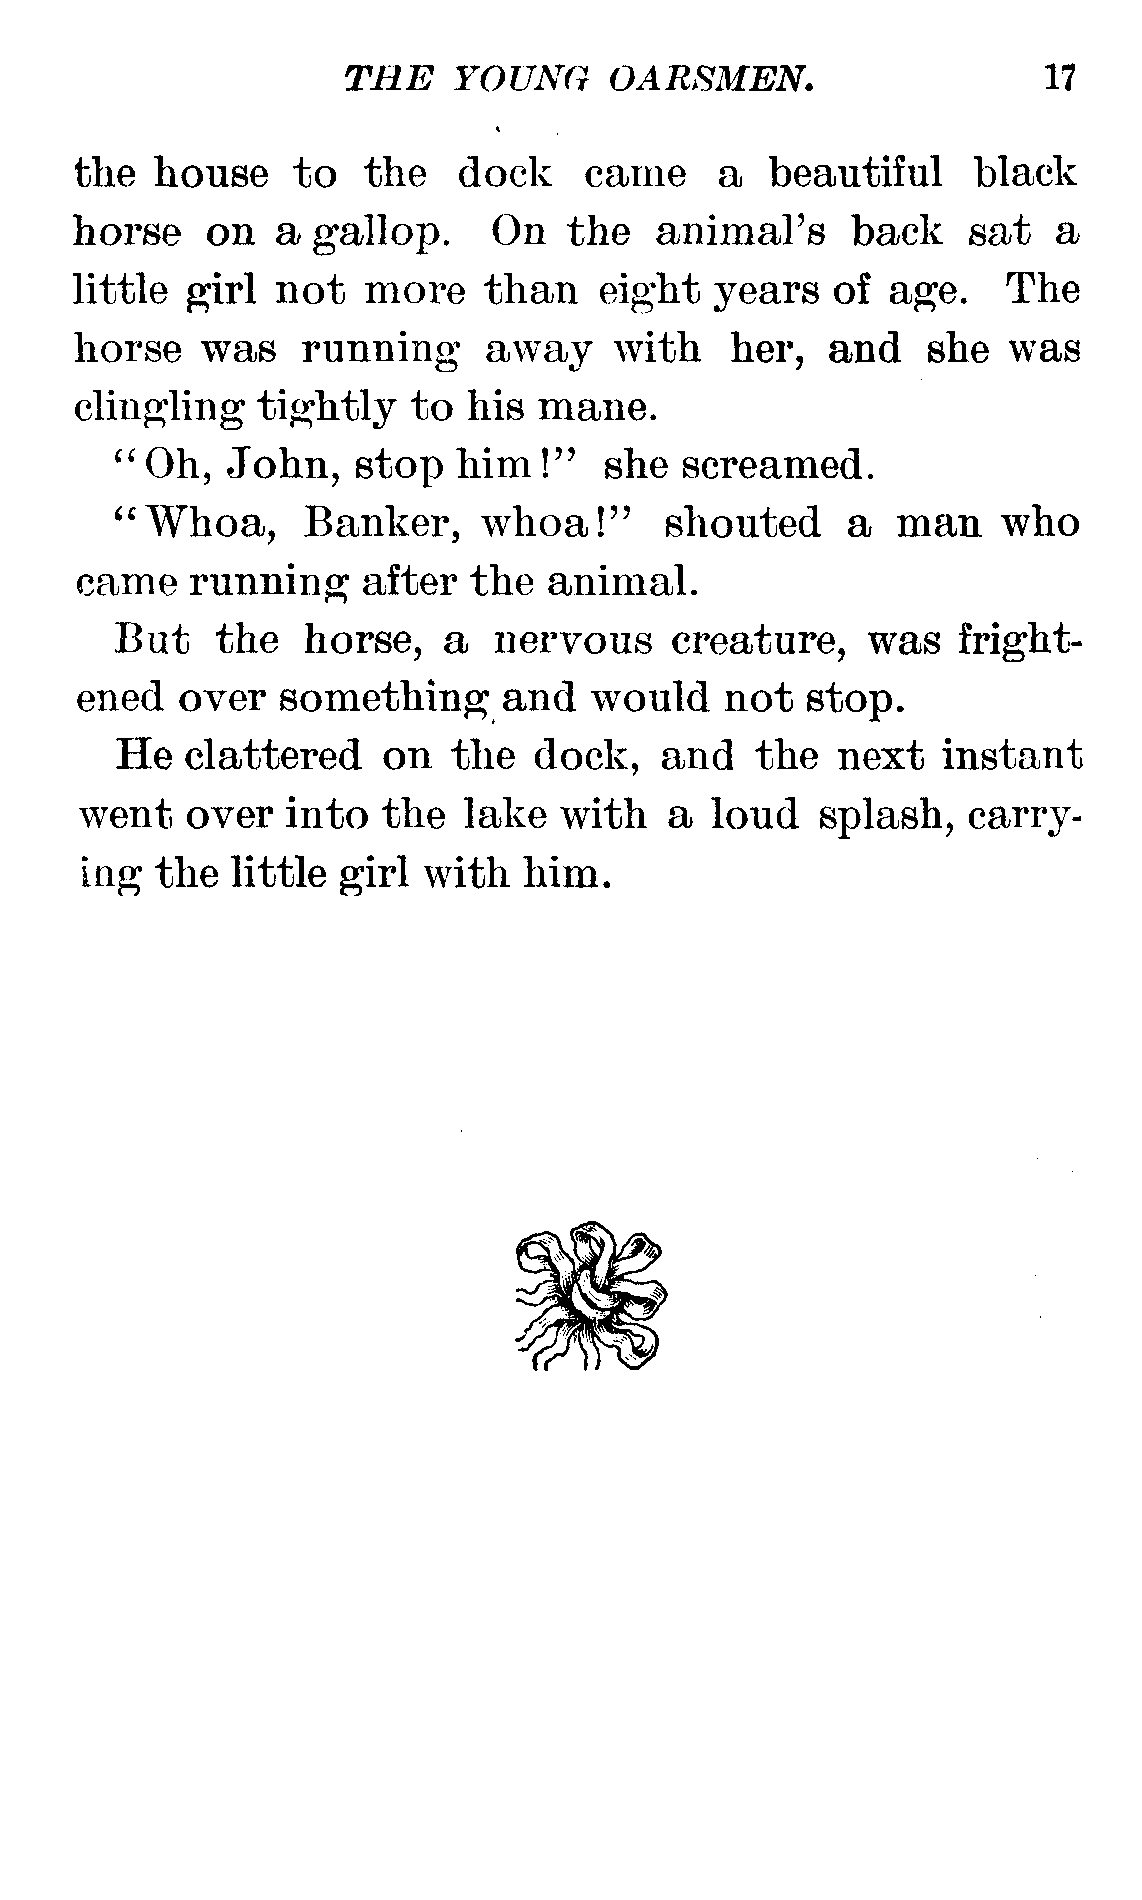 THE YOUNG OARSMEN. 17
the house to the dock came a beautiful black
horse on a gallop. On the animal's back sat a
little girl not more than eight years of age. The
horse was running away with her, and she was
clingling tightly to his mane.
"Oh, John, stop him!" she screamed.
"Whoa, Banker, whoa!" shouted a man who
came running after the animal.
But the horse, a nervous creature, was fright-
ened over something and would not stop.
He clattered on the dock, and the next instant
went over into the lake with a loud splash, carry-
ing the little girl with him.